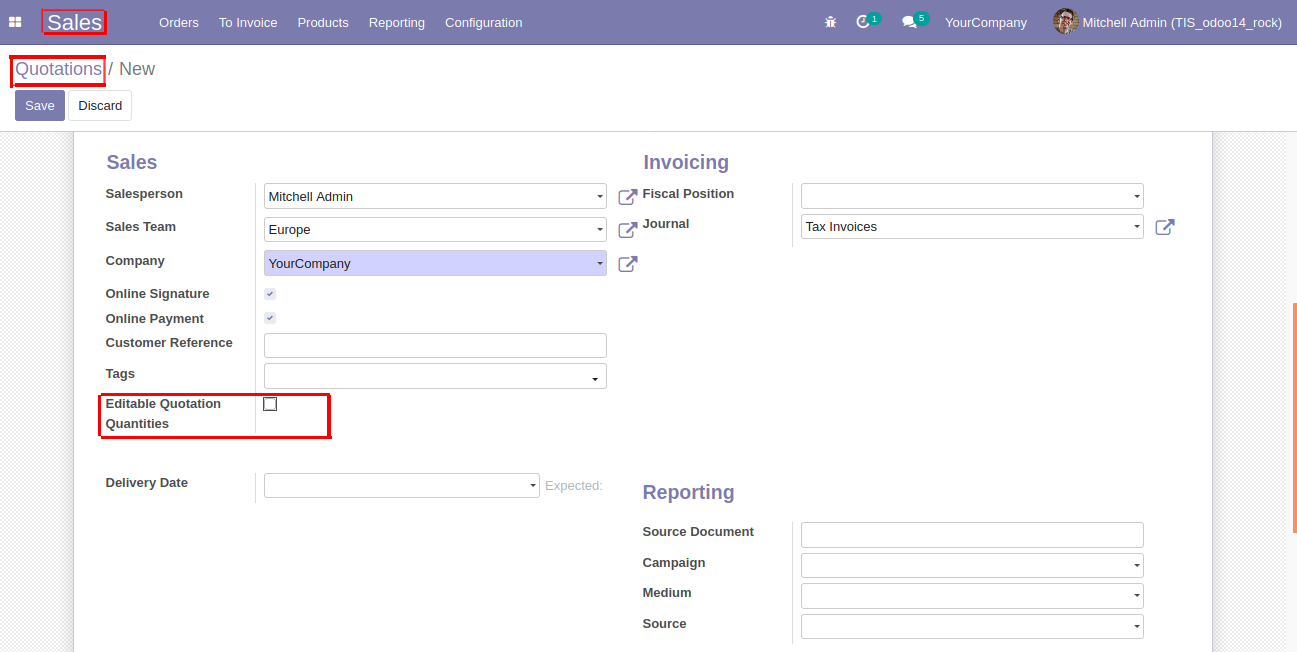 Sales Orders To Invoice Products Reporting Configuration 1 5 YourCompany Mitchell Admin (TIS_odoo14_rock)
Quotations / New
Save Discard
Sales
Salesperson Mitchell Admin
Sales Team Europe
Company YourCompany
Online Signature
Online Payment
Customer Reference
Tags
Editable Quotation
Quantities
Delivery Date Expected:
Invoicing
Fiscal Position
Journal Tax Invoices
Reporting
Source Document
Campaign
Medium
Source